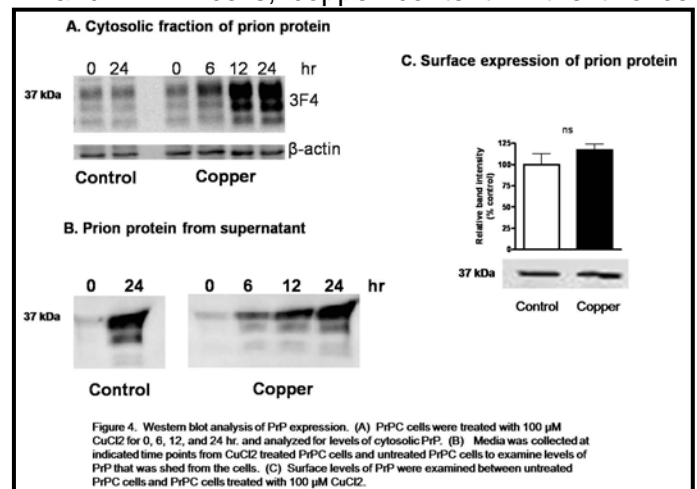 A. Cytosolic fraction of prion protein
0 24 0 6 12 24 hr
37 kDa
3F4
β-actin
Control Copper
B. Prion protein from supernatant
0 24 0 6 12 24 hr
37 kDa
Control Copper
C. Surface expression of prion protein
ns
Relative band intensity
(% control)
125
100
75
50
25
0
37 kDa
Control Copper
Figure 4. Western blot analysis of PrP expression. (A) PrPC cells were treated with 100 µM
CuCl2 for 0, 6, 12, and 24 hr. and analyzed for levels of cytosolic PrP. (B) Media was collected at
indicated time points from CuCl2 treated PrPC cells and untreated PrPC cells to examine levels of
PrP that was shed from the cells. (C) Surface levels of PrP were examined between untreated
PrPC cells and PrPC cells treated with 100 µM CuCl2.